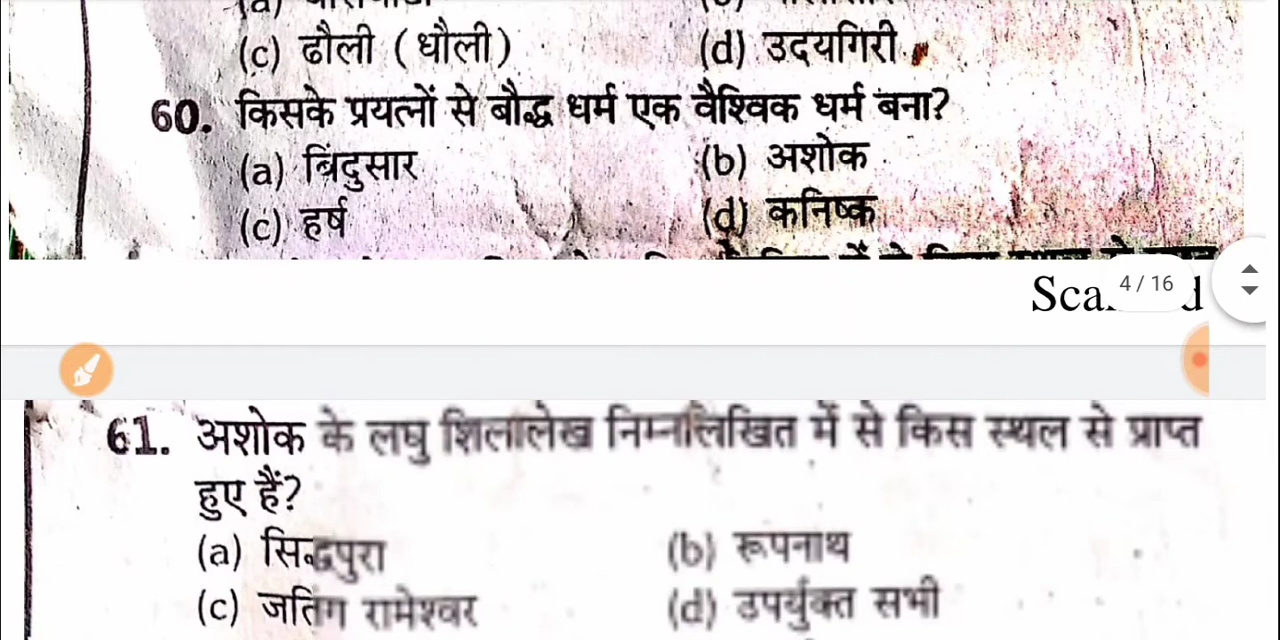 (c) ढौली ( धौली)
(d) उदयगिरी
60. किसके प्रयत्नों से बौद्ध धर्म एक वैश्विक धर्म बना?
(a) बिंदुसार
(b) अशोक
(c) हर्ष
(d) कनिष्क
4 / 16
61. अशोक के लघु शिलालेख निम्नलिखित में से किस स्थल से प्राप्त
हुए हैं?
(a) सिद्धपुरा
(b) रूपनाथ
(c) जतिंग रामेश्वर
(d) उपर्युक्त सभी